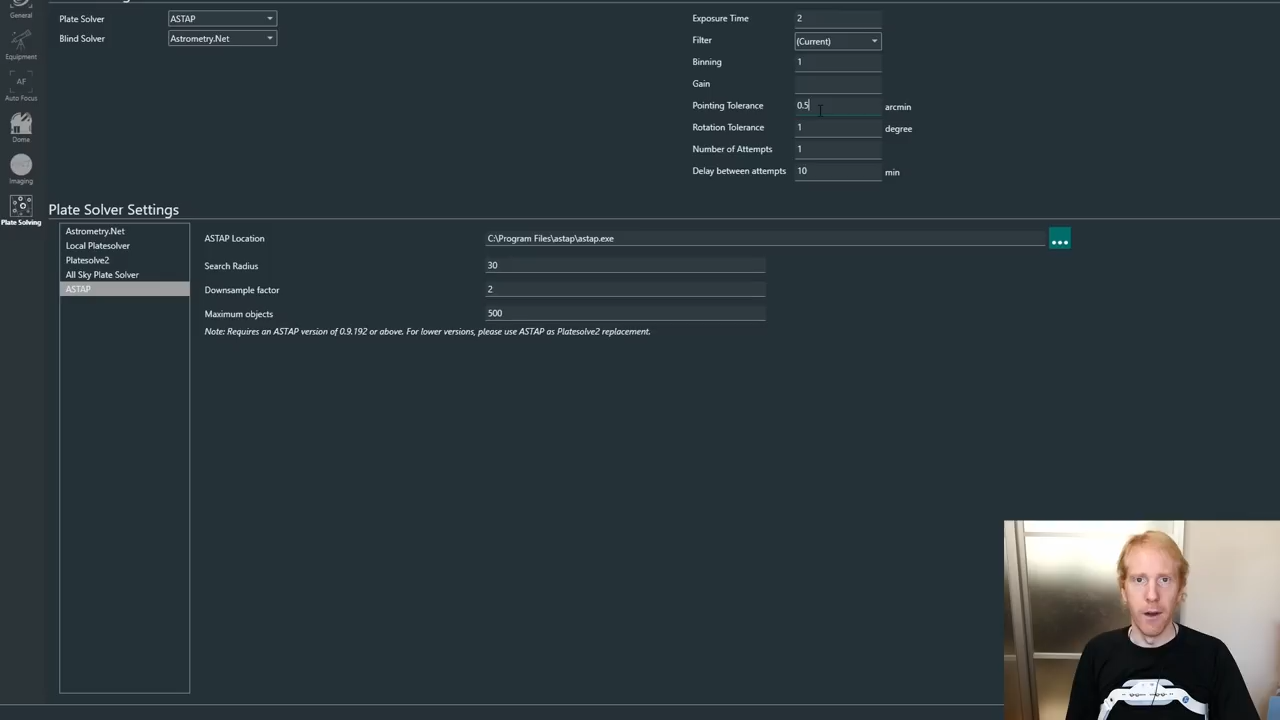 General
Equipment
AF
Auto Focus
Dome
Imaging
Plate Solving
Plate Solver ASTAP
Blind Solver Astrometry.Net
Exposure Time 2
Filter (Current)
Binning 1
Gain
Pointing Tolerance 0.5 arcmin
Rotation Tolerance 1 degree
Number of Attempts 1
Delay between attempts 10 min
Plate Solver Settings
Astrometry.Net
Local Platesolver
Platesolve2
All Sky Plate Solver
ASTAP
ASTAP Location C:\Program Files\astap\astap.exe ...
Search Radius 30
Downsample factor 2
Maximum objects 500
Note: Requires an ASTAP version of 0.9.192 or above. For lower versions, please use ASTAP as Platesolve2 replacement.